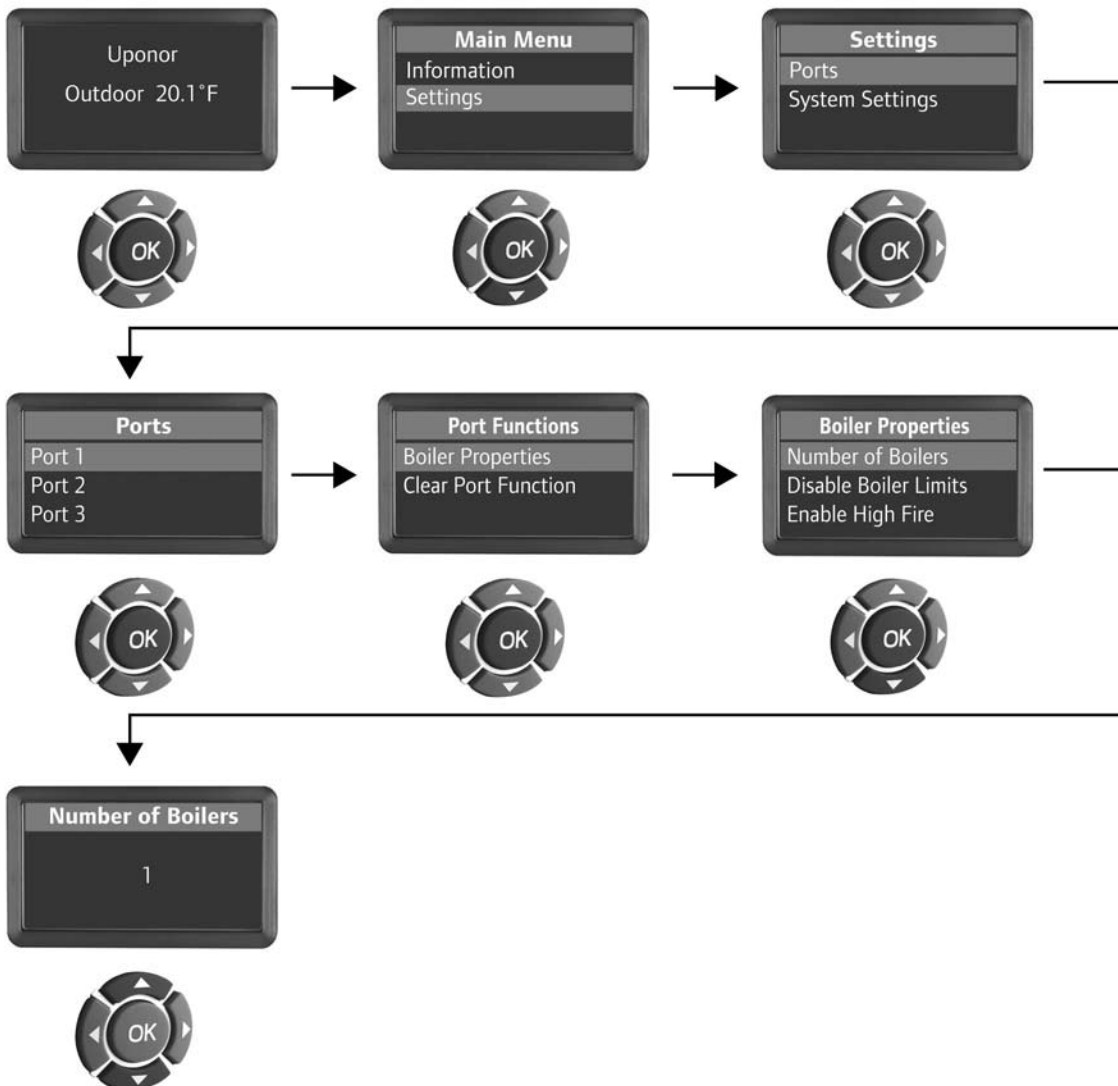 Uponor
Outdoor 20.1°F
Main Menu
Information
Settings
Settings
Ports
System Settings
OK
OK
OK
Ports
Port 1
Port 2
Port 3
Port Functions
Boiler Properties
Clear Port Function
Boiler Properties
Number of Boilers
Disable Boiler Limits
Enable High Fire
OK
OK
OK
Number of Boilers
1
OK